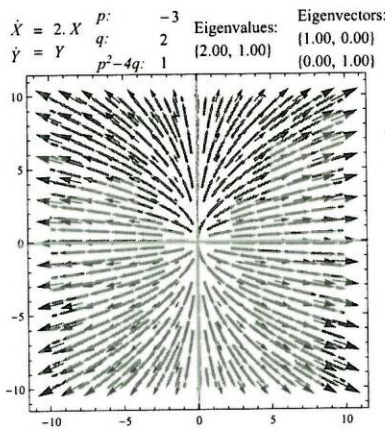 Ẋ = 2. X
Ẏ = Y
p: −3
q: 2
p²−4q: 1
Eigenvalues:
{2.00, 1.00}
Eigenvectors:
{1.00, 0.00}
{0.00, 1.00}
10
5
0
−5
−10
−10 −5 0 5 10